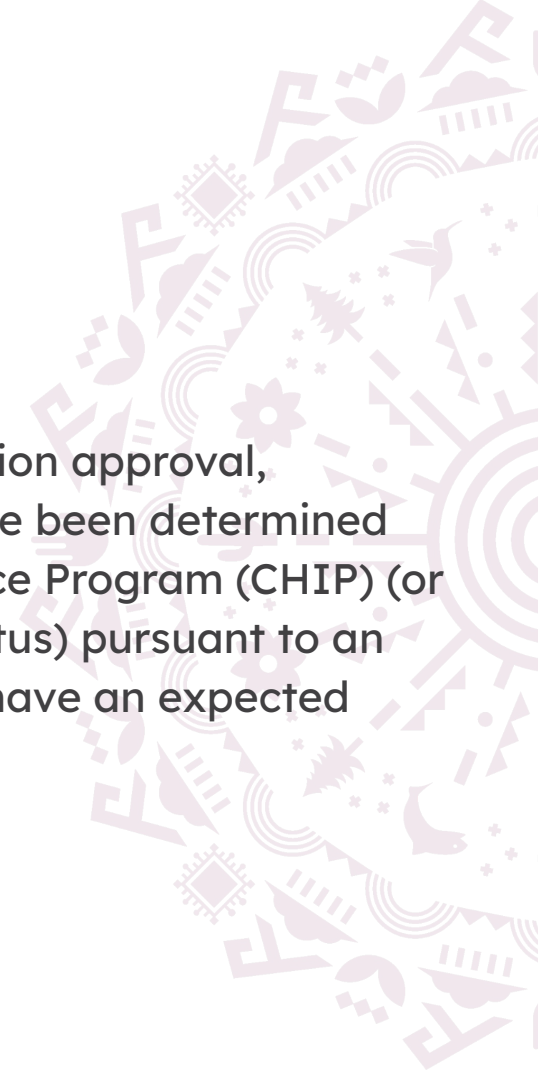 ion approval,
e been determined
ce Program (CHIP) (or
tus) pursuant to an
have an expected